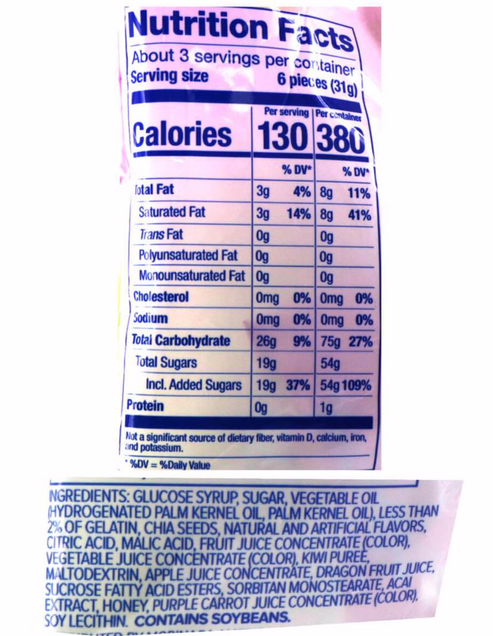 Nutrition Facts
About 3 servings per container
Serving size 6 pieces (31g)
Per serving Per container
Calories 130 380
% DV* % DV*
Total Fat 3g 4% 8g 11%
Saturated Fat 3g 14% 8g 41%
Trans Fat 0g 0g
Polyunsaturated Fat 0g 0g
Monounsaturated Fat 0g 0g
Cholesterol 0mg 0% 0mg 0%
Sodium 0mg 0% 0mg 0%
Total Carbohydrate 26g 9% 75g 27%
Total Sugars 19g 54g
Incl. Added Sugars 19g 37% 54g 109%
Protein 0g 1g
Not a significant source of dietary fiber, vitamin D, calcium, iron,
and potassium.
* %DV = %Daily Value
INGREDIENTS: GLUCOSE SYRUP, SUGAR, VEGETABLE OIL
(HYDROGENATED PALM KERNEL OIL, PALM KERNEL OIL), LESS THAN
2% OF GELATIN, CHIA SEEDS, NATURAL AND ARTIFICIAL FLAVORS,
CITRIC ACID, MALIC ACID, FRUIT JUICE CONCENTRATE (COLOR),
VEGETABLE JUICE CONCENTRATE (COLOR), KIWI PUREE,
MALTODEXTRIN, APPLE JUICE CONCENTRATE, DRAGON FRUIT JUICE,
SUCROSE FATTY ACID ESTERS, SORBITAN MONOSTEARATE, ACAI
EXTRACT, HONEY, PURPLE CARROT JUICE CONCENTRATE (COLOR),
SOY LECITHIN. CONTAINS SOYBEANS.